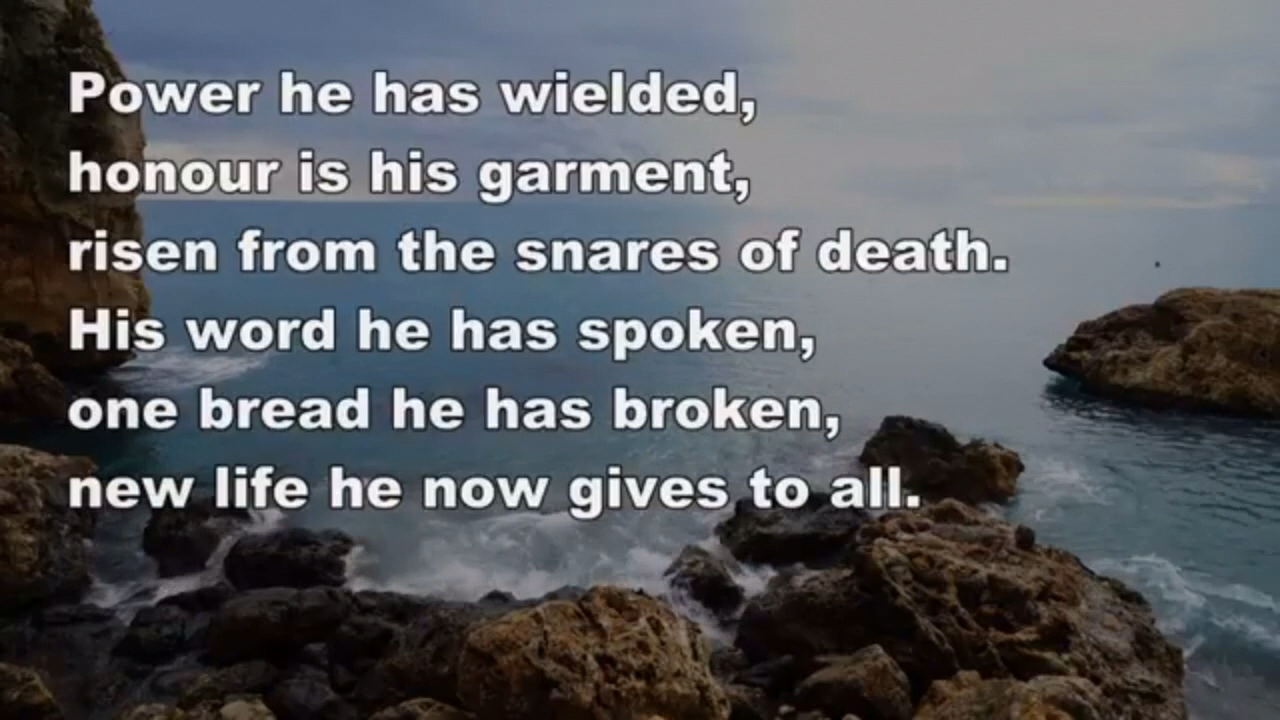 Power he has wielded,
honour is his garment,
risen from the snares of death.
His word he has spoken,
one bread he has broken,
new life he now gives to all.